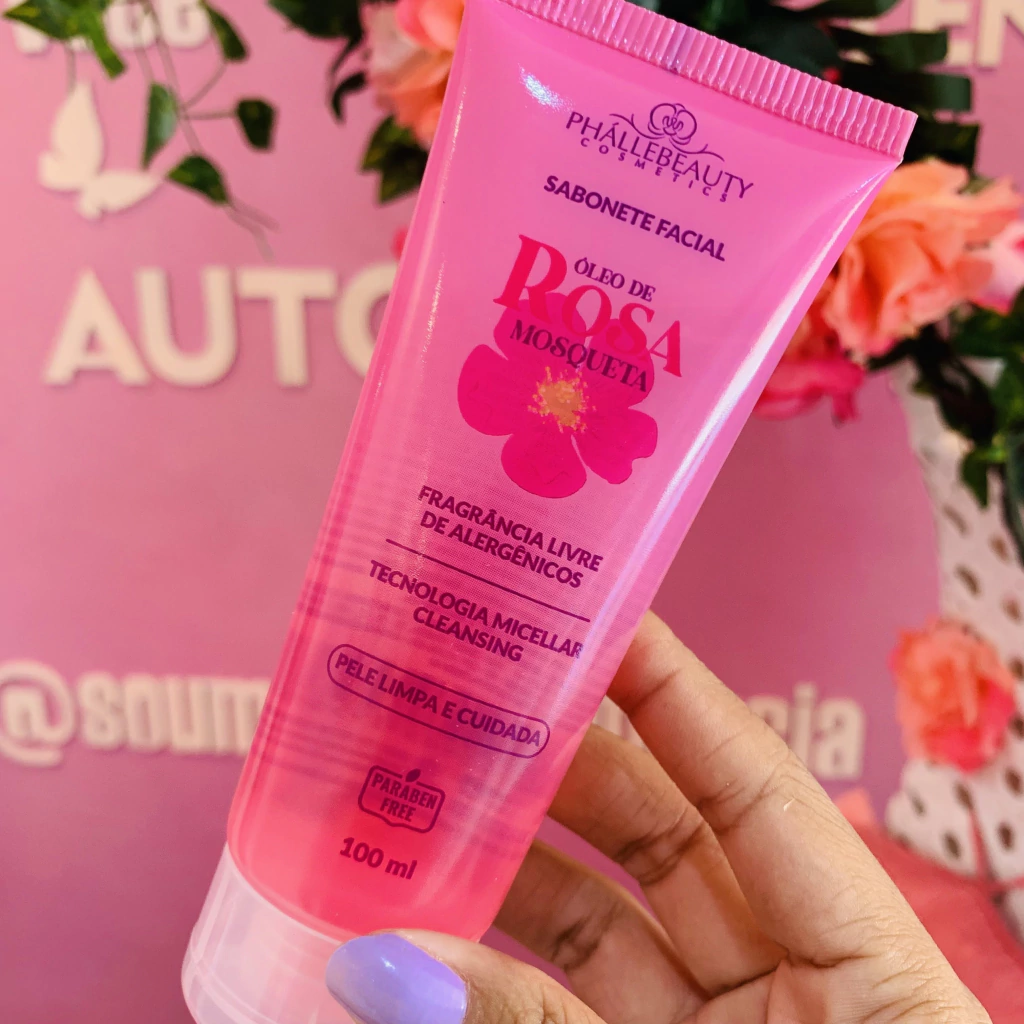 AUTO
PHÁLLEBEAUTY
COSMETICS
SABONETE FACIAL
ÓLEO DE
ROSA
MOSQUETA
FRAGRÂNCIA LIVRE
DE ALERGÊNICOS
TECNOLOGIA MICELLAR
CLEANSING
PELE LIMPA E CUIDADA
PARABEN
FREE
100 ml